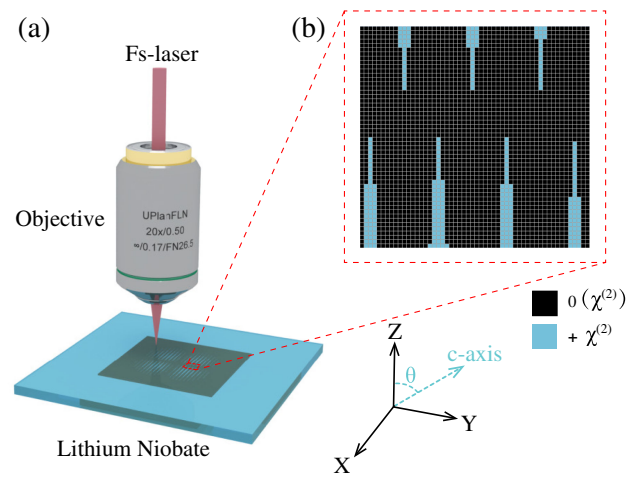 (a)
Fs-laser
Objective
UPlanFLN
20x/0.50
∞/0.17/FN26.5
Lithium Niobate
(b)
0 (χ⁽²⁾)
+ χ⁽²⁾
Z
c-axis
θ
Y
X